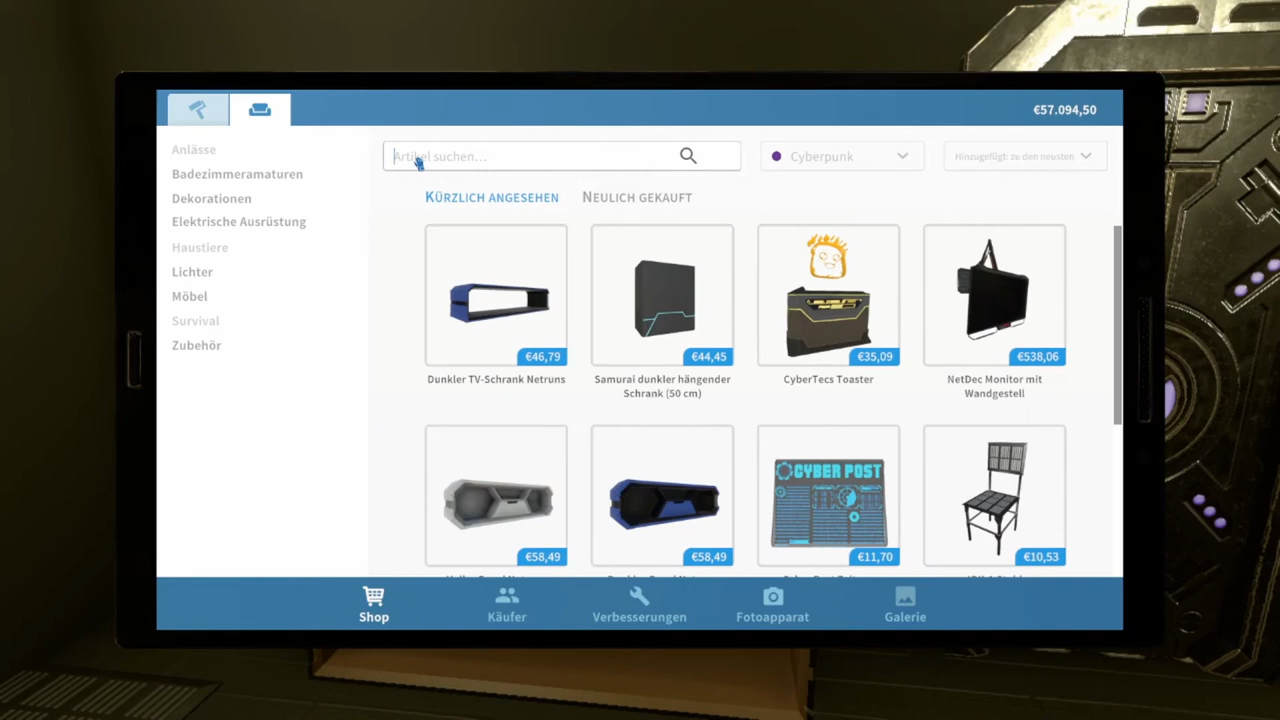 €57.094,50
Anlässe
Badezimmeramaturen
Dekorationen
Elektrische Ausrüstung
Haustiere
Lichter
Möbel
Survival
Zubehör
Artikel suchen...
Cyberpunk
Hinzugefügt: zu den neusten
KÜRZLICH ANGESEHEN
NEULICH GEKAUFT
€46,79
Dunkler TV-Schrank Netruns
€44,45
Samurai dunkler hängender
Schrank (50 cm)
€35,09
CyberTecs Toaster
€538,06
NetDec Monitor mit
Wandgestell
€58,49
€58,49
CYBER POST
€11,70
€10,53
Shop
Käufer
Verbesserungen
Fotoapparat
Galerie